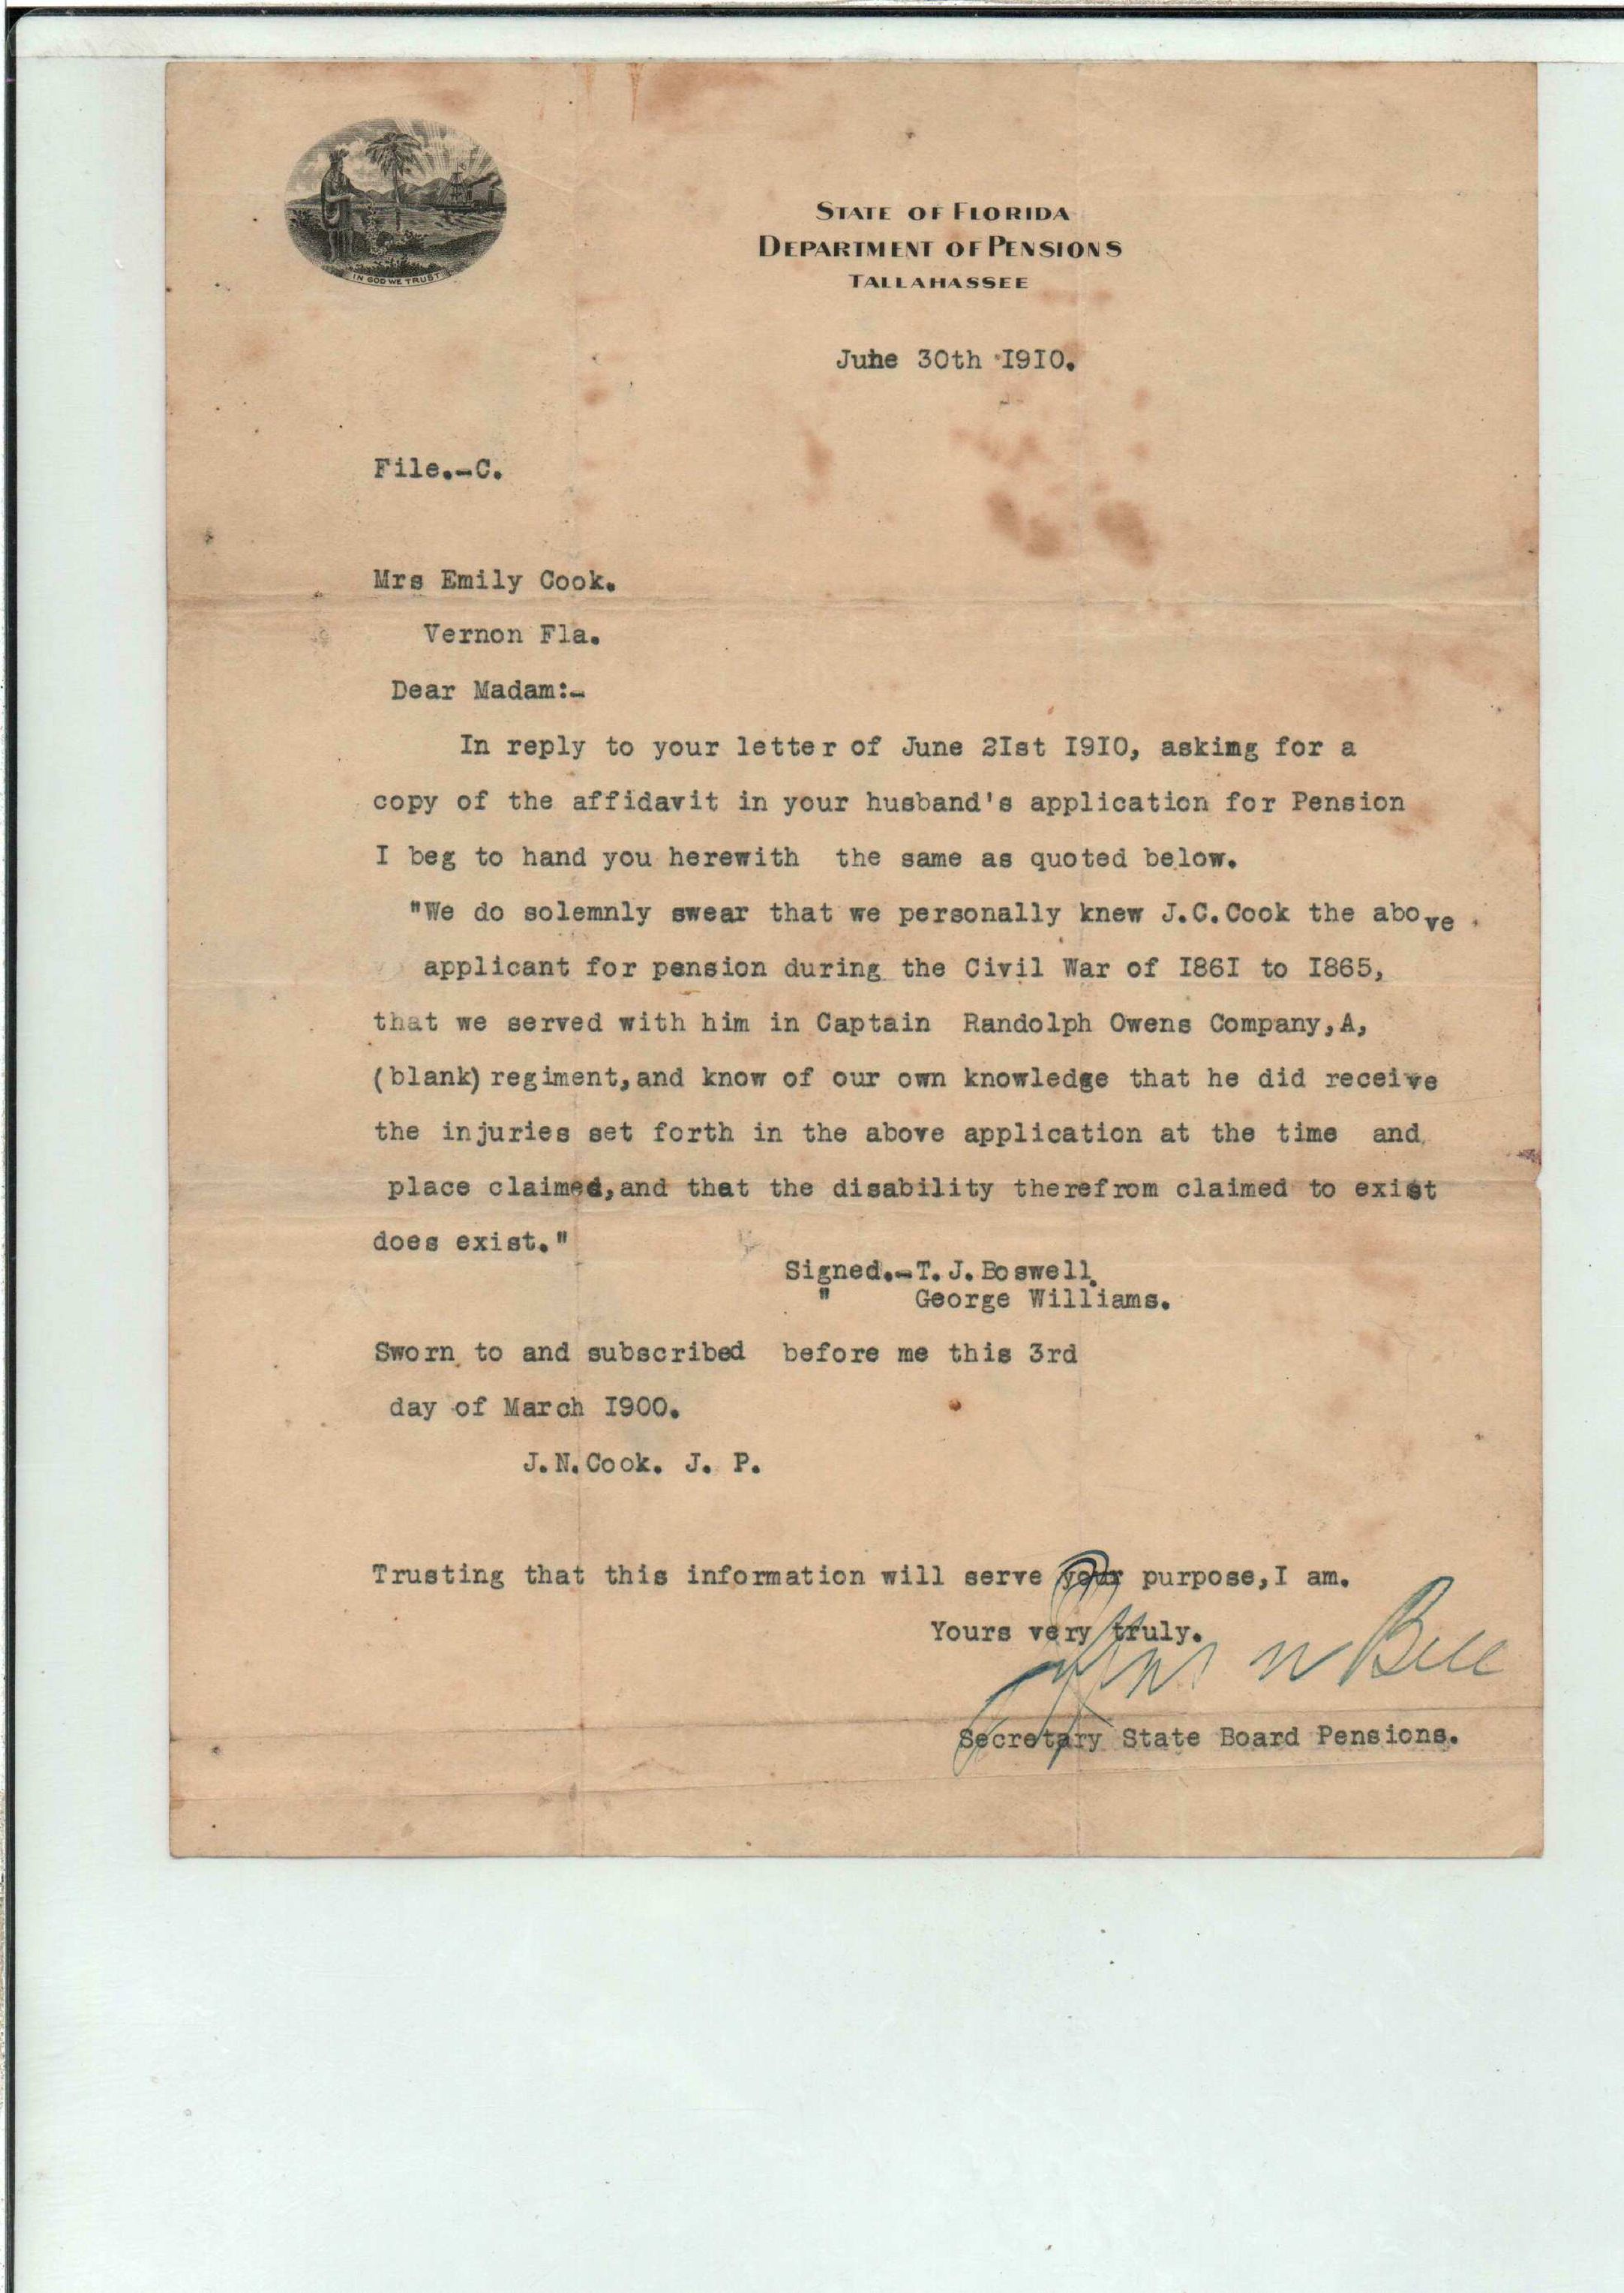 IN GOD WE TRUST
STATE OF FLORIDA
DEPARTMENT OF PENSIONS
TALLAHASSEE
June 30th 1910.
File.-C.
Mrs Emily Cook.
Vernon Fla.
Dear Madam:-
In reply to your letter of June 2Ist I9I0, asking for a
copy of the affidavit in your husband's application for Pension
I beg to hand you herewith the same as quoted below.
"We do solemnly swear that we personally knew J.C.Cook the above
applicant for pension during the Civil War of I86I to I865,
that we served with him in Captain Randolph Owens Company,A,
(blank) regiment,and know of our own knowledge that he did receive
the injuries set forth in the above application at the time and
place claimed,and that the disability therefrom claimed to exist
does exist."
Signed.-T.J.Boswell.
" George Williams.
Sworn to and subscribed before me this 3rd
day of March I900.
J.N.Cook. J. P.
Trusting that this information will serve your purpose,I am.
Yours very truly.
Bell
Secretary State Board Pensions.